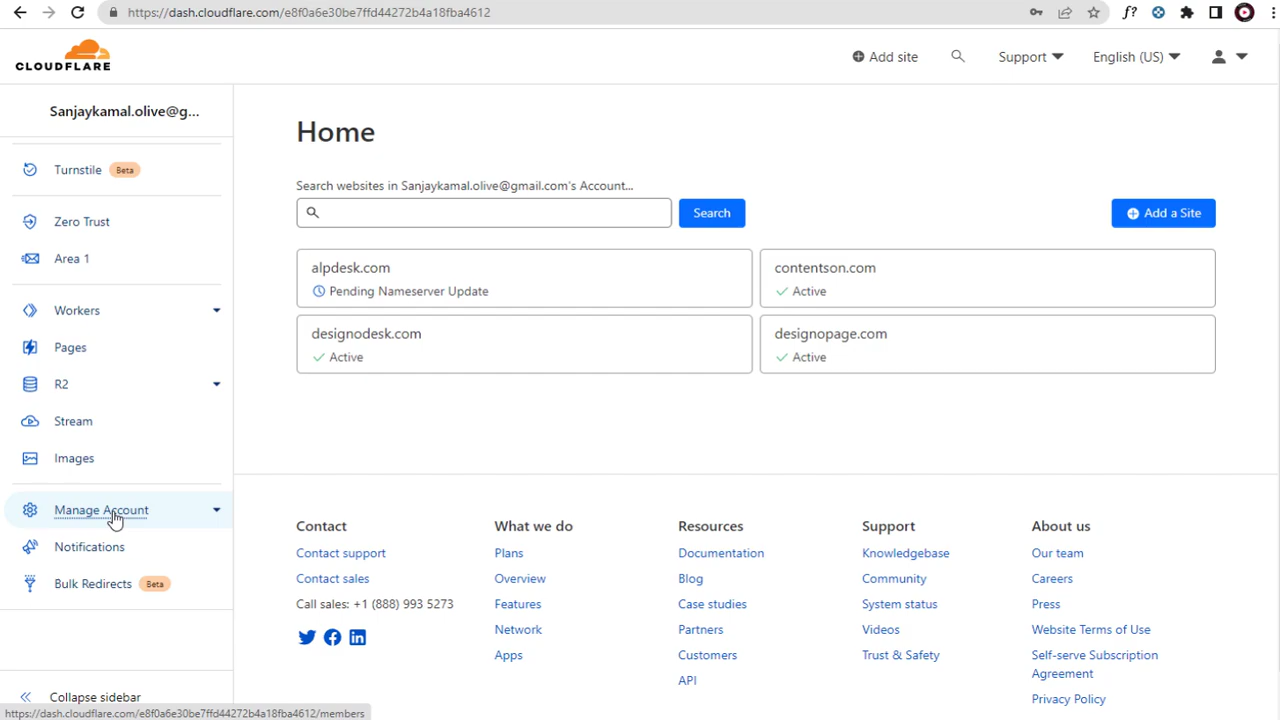 https://dash.cloudflare.com/e8f0a6e30be7ffd44272b4a18fba4612
f?
CLOUDFLARE
Add site
Support
English (US)
Sanjaykamal.olive@g...
Turnstile Beta
Zero Trust
Area 1
Workers
Pages
R2
Stream
Images
Manage Account
Notifications
Bulk Redirects Beta
Collapse sidebar
Home
Search websites in Sanjaykamal.olive@gmail.com's Account...
Search
Add a Site
alpdesk.com
Pending Nameserver Update
contentson.com
Active
designodesk.com
Active
designopage.com
Active
Contact
Contact support
Contact sales
Call sales: +1 (888) 993 5273
What we do
Plans
Overview
Features
Network
Apps
Resources
Documentation
Blog
Case studies
Partners
Customers
API
Support
Knowledgebase
Community
System status
Videos
Trust & Safety
About us
Our team
Careers
Press
Website Terms of Use
Self-serve Subscription
Agreement
Privacy Policy
https://dash.cloudflare.com/e8f0a6e30be7ffd44272b4a18fba4612/members